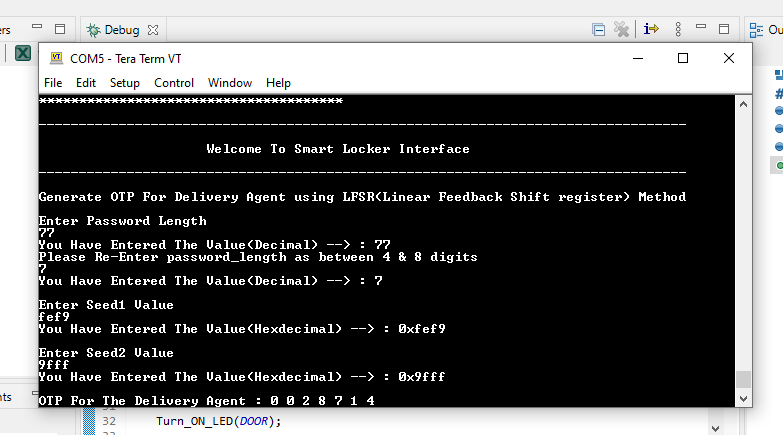 ers
Debug
Ou
COM5 - Tera Term VT
File Edit Setup Control Window Help
**************************************
Welcome To Smart Locker Interface
Generate OTP For Delivery Agent using LFSR(Linear Feedback Shift register) Method
Enter Password Length
77
You Have Entered The Value(Decimal) --> : 77
Please Re-Enter password_length as between 4 & 8 digits
7
You Have Entered The Value(Decimal) --> : 7
Enter Seed1 Value
fef9
You Have Entered The Value(Hexdecimal) --> : 0xfef9
Enter Seed2 Value
9fff
You Have Entered The Value(Hexdecimal) --> : 0x9fff
OTP For The Delivery Agent : 0 0 2 8 7 1 4
nts
32 Turn_ON_LED(DOOR);